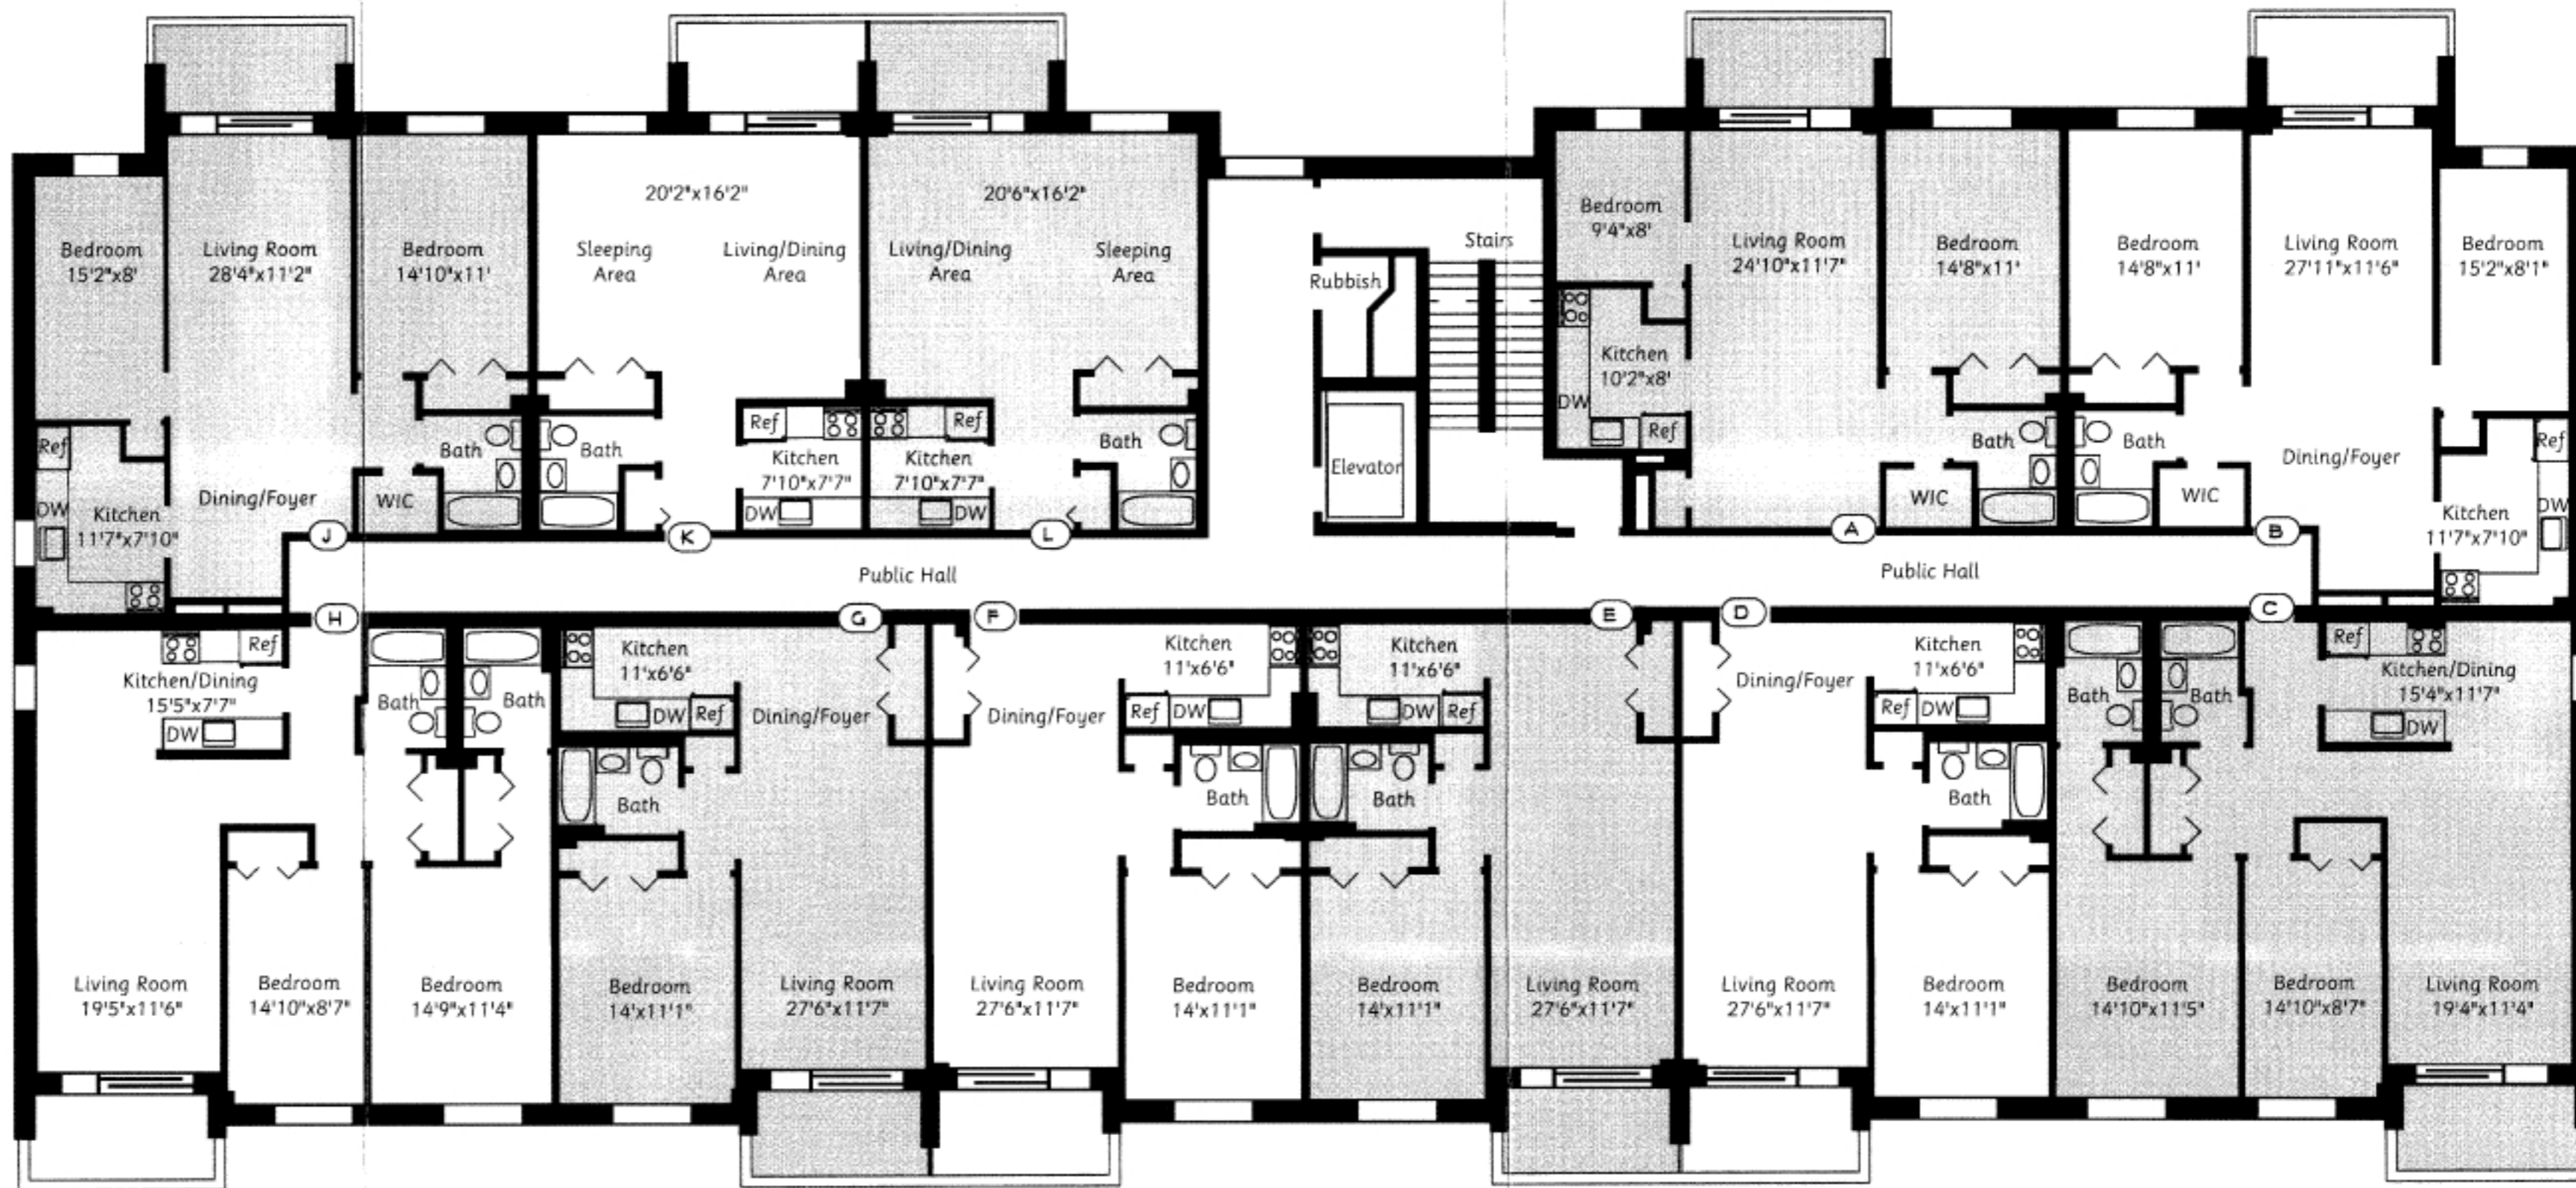 20'2"x16'2"
20'6"x16'2"
Bedroom
15'2"x8'
Living Room
28'4"x11'2"
Bedroom
14'10"x11'
Sleeping
Area
Living/Dining
Area
Living/Dining
Area
Sleeping
Area
Ref
DW
Kitchen
11'7"x7'10"
Dining/Foyer
J
WIC
Bath
Bath
Ref
Kitchen
7'10"x7'7"
DW
K
Ref
Kitchen
7'10"x7'7"
DW
L
Bath
Rubbish
Stairs
Elevator
Bedroom
9'4"x8'
Living Room
24'10"x11'7"
Bedroom
14'8"x11'
Bedroom
14'8"x11'
Living Room
27'11"x11'6"
Bedroom
15'2"x8'1"
Kitchen
10'2"x8'
DW
Ref
Bath
WIC
A
Bath
WIC
B
Dining/Foyer
Ref
DW
Kitchen
11'7"x7'10"
Public Hall
Public Hall
H
G
F
E
D
C
Ref
Kitchen/Dining
15'5"x7'7"
DW
Bath
Bath
Kitchen
11'x6'6"
DW
Ref
Dining/Foyer
Bath
Dining/Foyer
Kitchen
11'x6'6"
Ref
DW
Bath
Kitchen
11'x6'6"
DW
Ref
Bath
Dining/Foyer
Kitchen
11'x6'6"
Ref
DW
Bath
Bath
Bath
Ref
Kitchen/Dining
15'4"x11'7"
DW
Living Room
19'5"x11'6"
Bedroom
14'10"x8'7"
Bedroom
14'9"x11'4"
Bedroom
14'x11'1"
Living Room
27'6"x11'7"
Living Room
27'6"x11'7"
Bedroom
14'x11'1"
Bedroom
14'x11'1"
Living Room
27'6"x11'7"
Living Room
27'6"x11'7"
Bedroom
14'x11'1"
Bedroom
14'10"x11'5"
Bedroom
14'10"x8'7"
Living Room
19'4"x11'4"